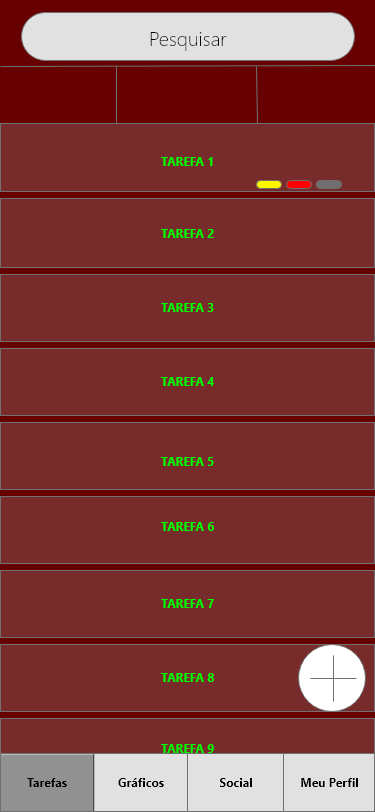 Pesquisar
TAREFA 1
TAREFA 2
TAREFA 3
TAREFA 4
TAREFA 5
TAREFA 6
TAREFA 7
TAREFA 8
TAREFA 9
Tarefas Gráficos Social Meu Perfil